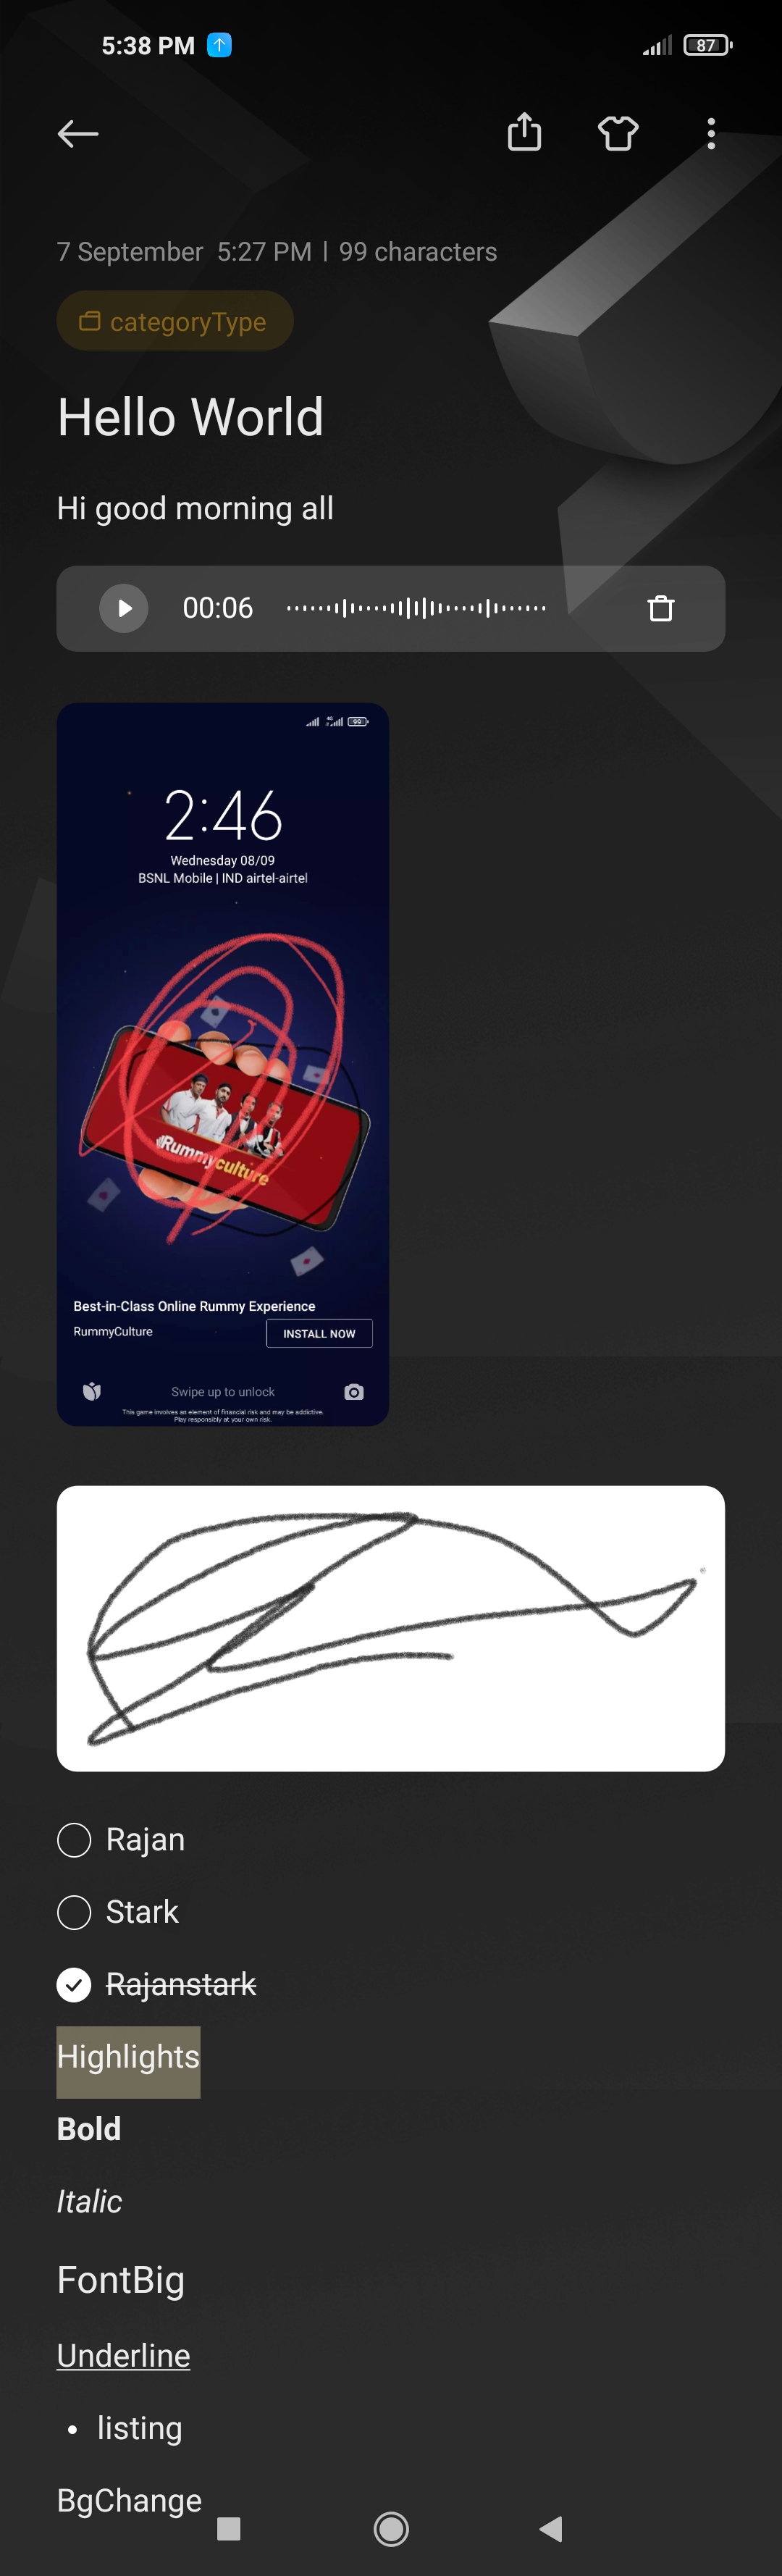 5:38 PM
87
7 September 5:27 PM | 99 characters
categoryType
Hello World
Hi good morning all
00:06
4G
99
2:46
Wednesday 08/09
BSNL Mobile | IND airtel-airtel
Rummyculture
Best-in-Class Online Rummy Experience
RummyCulture
INSTALL NOW
Swipe up to unlock
This game involves an element of financial risk and may be addictive.
Play responsibly at your own risk.
Rajan
Stark
Rajanstark
Highlights
Bold
Italic
FontBig
Underline
• listing
BgChange